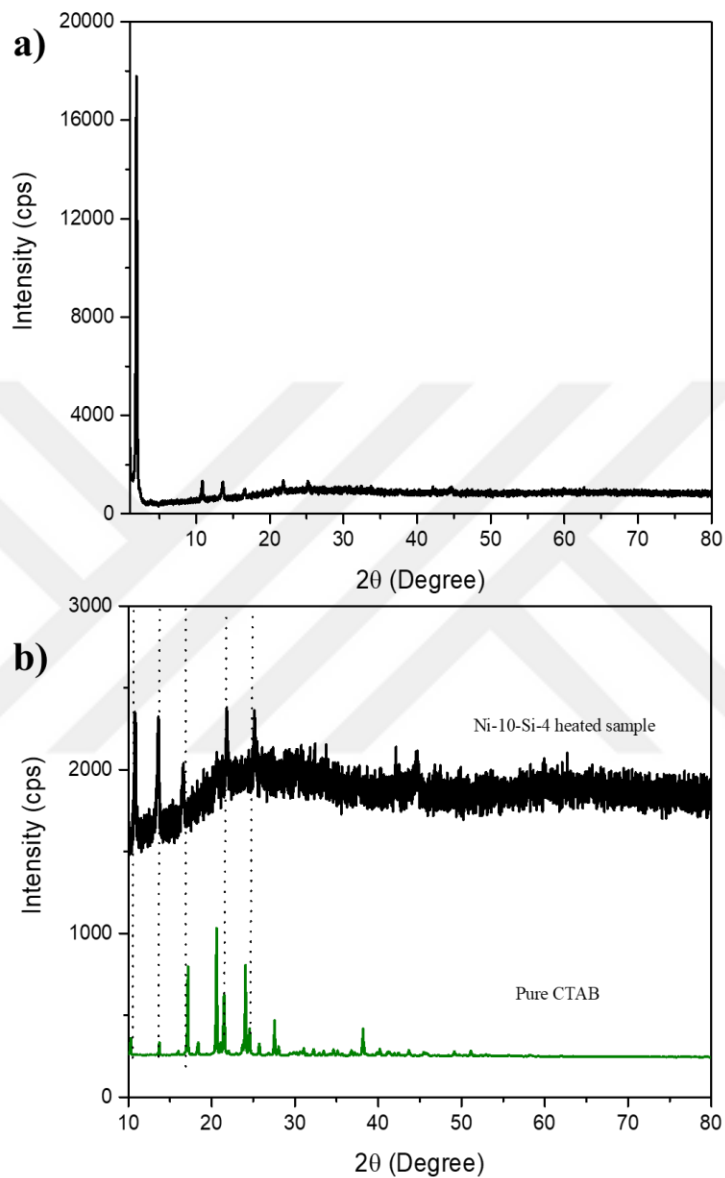 a)
20000
16000
12000
8000
4000
0
Intensity (cps)
10 20 30 40 50 60 70 80
2θ (Degree)
b)
3000
2000
1000
0
Intensity (cps)
Ni-10-Si-4 heated sample
Pure CTAB
10 20 30 40 50 60 70 80
2θ (Degree)